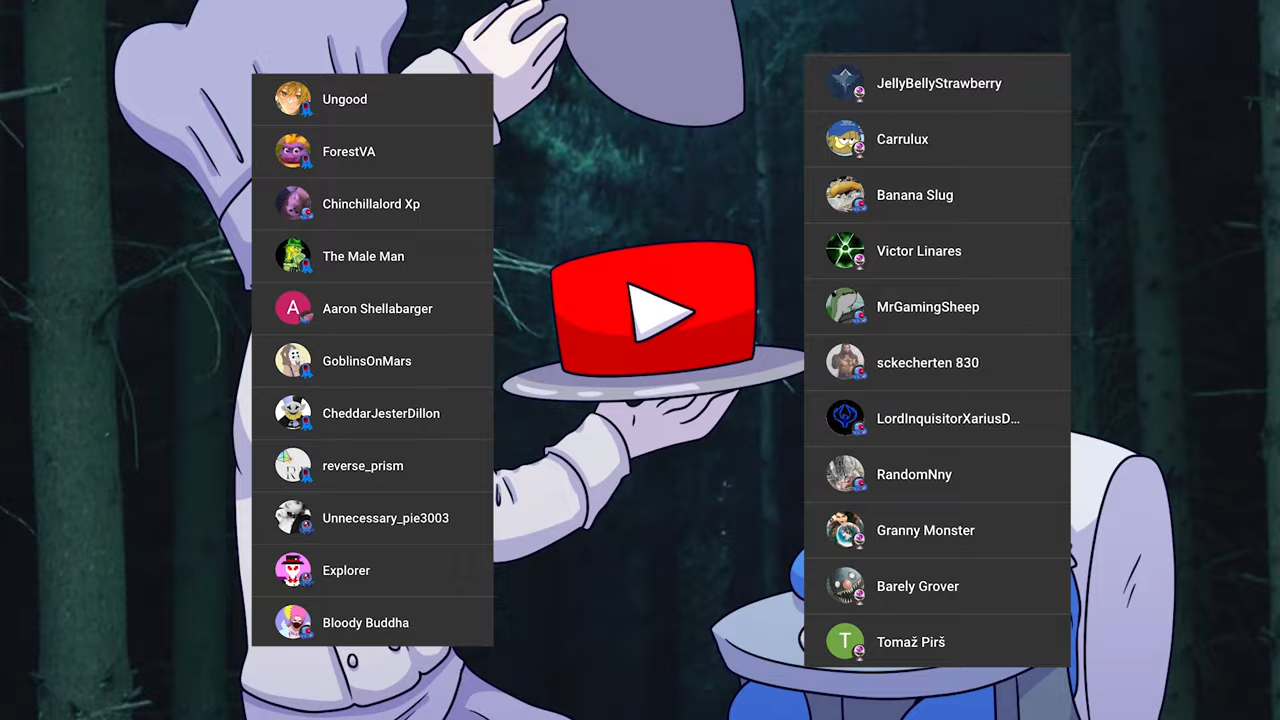 Ungood
ForestVA
Chinchillalord Xp
The Male Man
A
Aaron Shellabarger
GoblinsOnMars
CheddarJesterDillon
reverse_prism
Unnecessary_pie3003
Explorer
Bloody Buddha
JellyBellyStrawberry
Carrulux
Banana Slug
Victor Linares
MrGamingSheep
sckecherten 830
LordInquisitorXariusD...
RandomNny
Granny Monster
Barely Grover
T
Tomaž Pirš